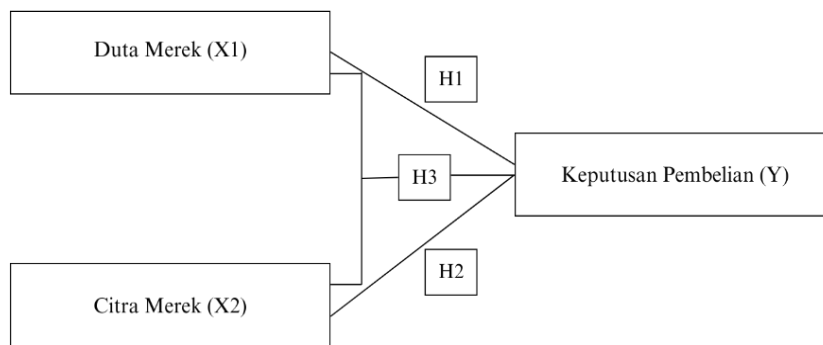 Duta Merek (X1)
H1
Keputusan Pembelian (Y)
H3
H2
Citra Merek (X2)